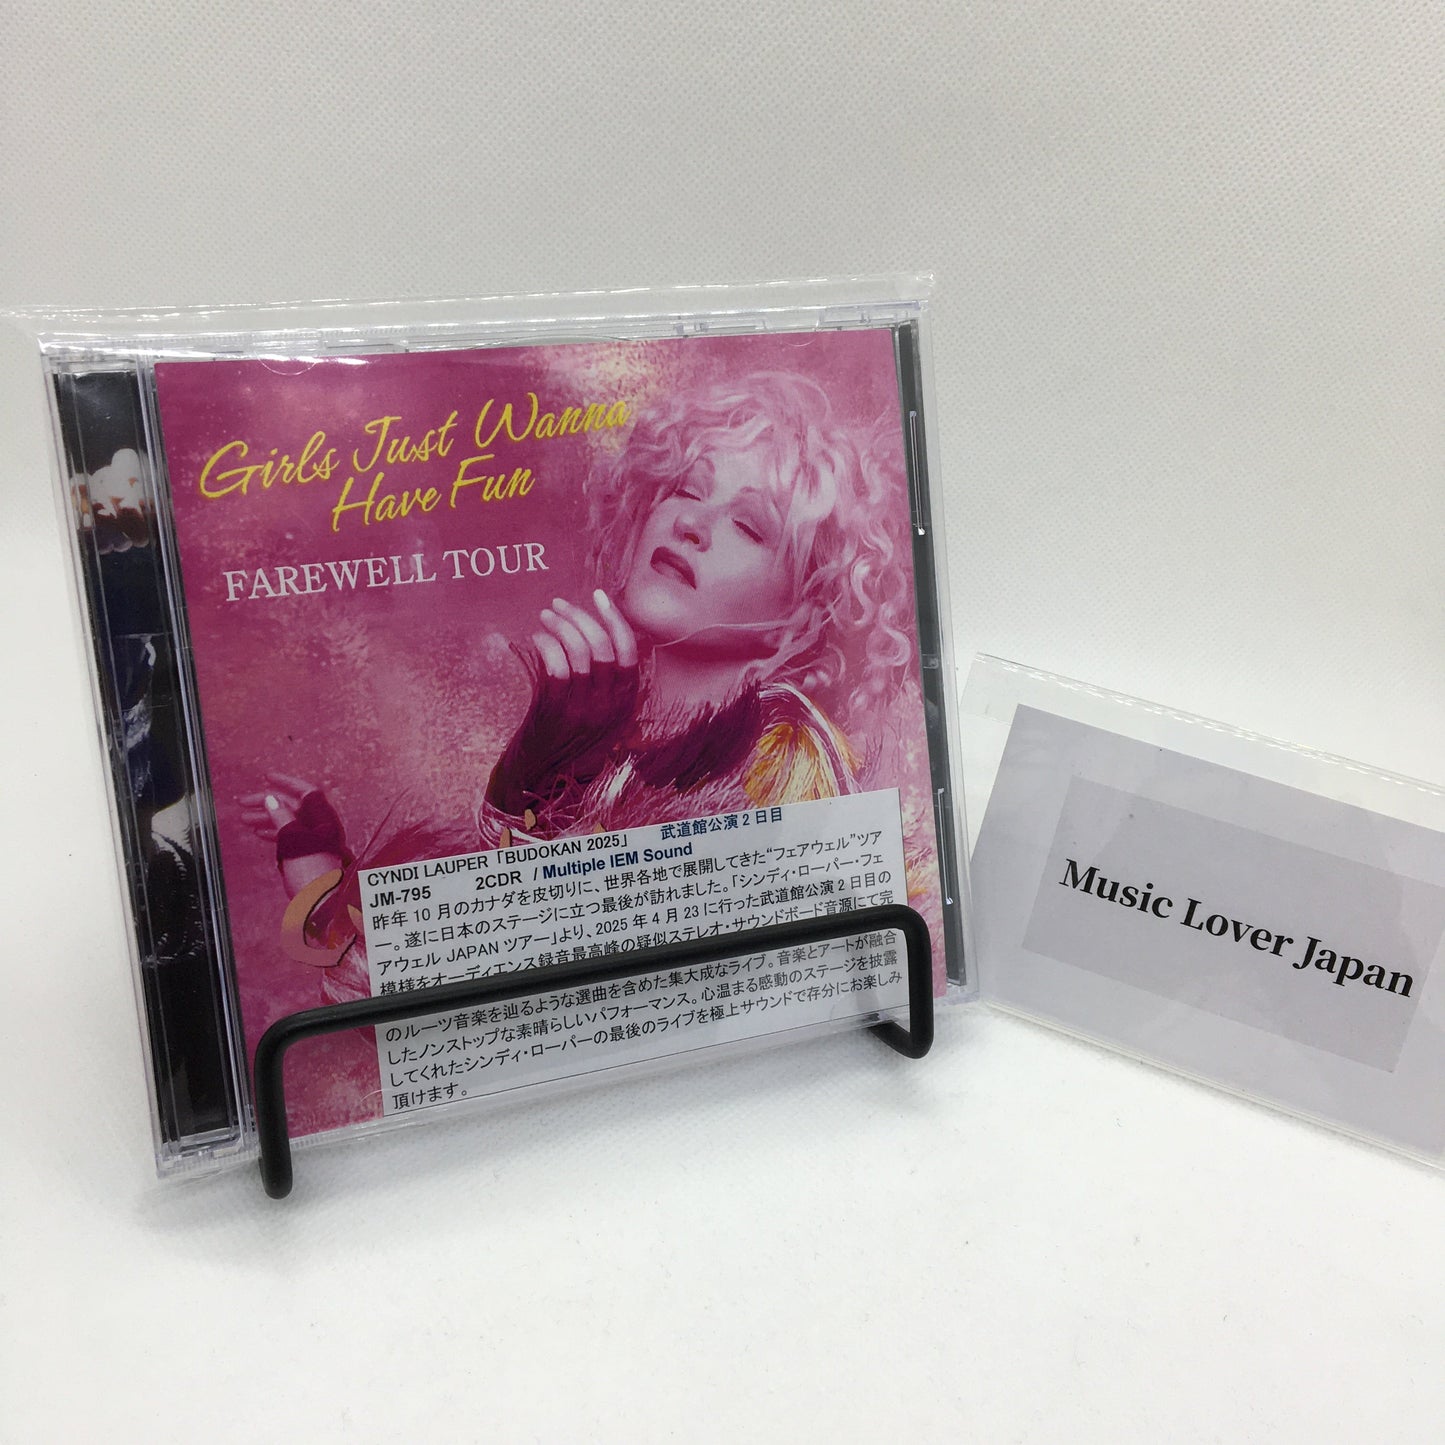 Girls Just Wanna
Have Fun
FAREWELL TOUR
CYNDI LAUPER「BUDOKAN 2025」 武道館公演2日目
JM-795 2CDR / Multiple IEM Sound
昨年10月のカナダを皮切りに、世界各地で展開してきた“フェアウェル”ツア
ー。遂に日本のステージに立つ最後が訪れました。「シンディ・ローパー・フェ
アウェル JAPAN ツアー」より、2025年4月23に行った武道館公演2日目の
模様をオーディエンス録音最高峰の疑似ステレオ・サウンドボード音源にて完
のルーツ音楽を辿るような選曲を含めた集大成なライブ。音楽とアートが融合
したノンストップな素晴らしいパフォーマンス。心温まる感動のステージを披露
してくれたシンディ・ローパーの最後のライブを極上サウンドで存分にお楽しみ
頂けます。
Music Lover Japan